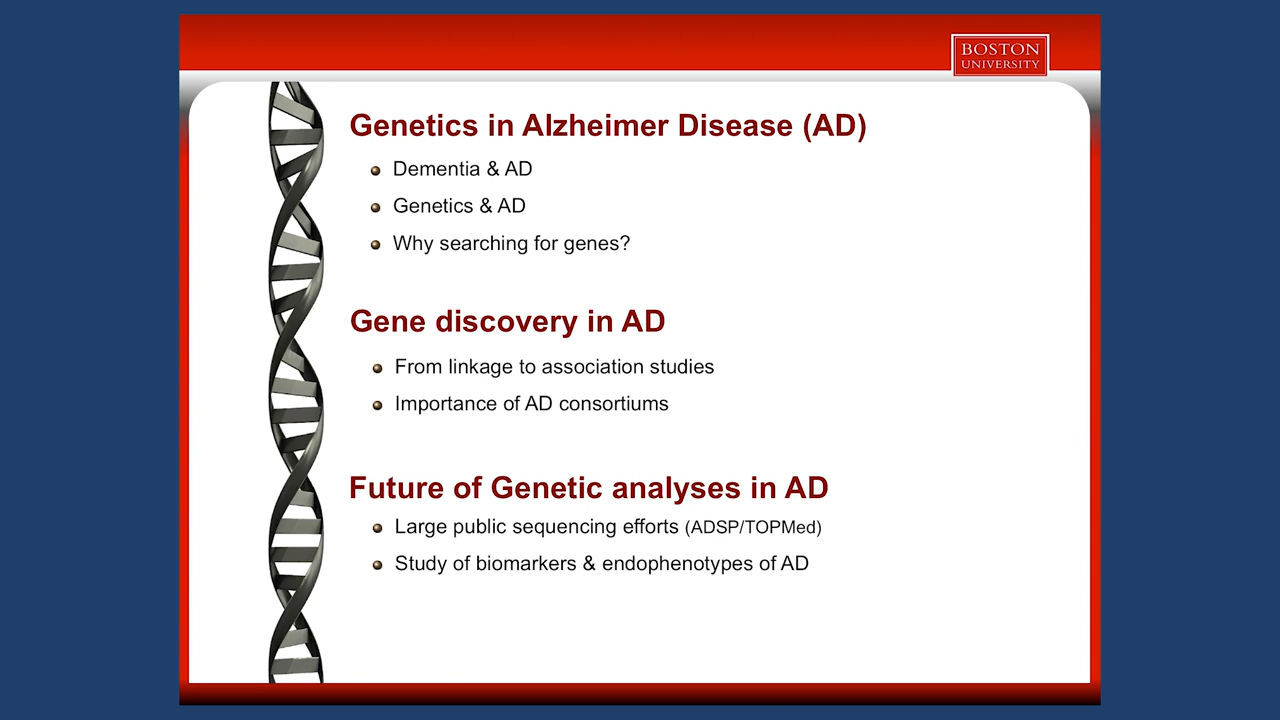 BOSTON
UNIVERSITY
Genetics in Alzheimer Disease (AD)
Dementia & AD
Genetics & AD
Why searching for genes?
Gene discovery in AD
From linkage to association studies
Importance of AD consortiums
Future of Genetic analyses in AD
Large public sequencing efforts (ADSP/TOPMed)
Study of biomarkers & endophenotypes of AD